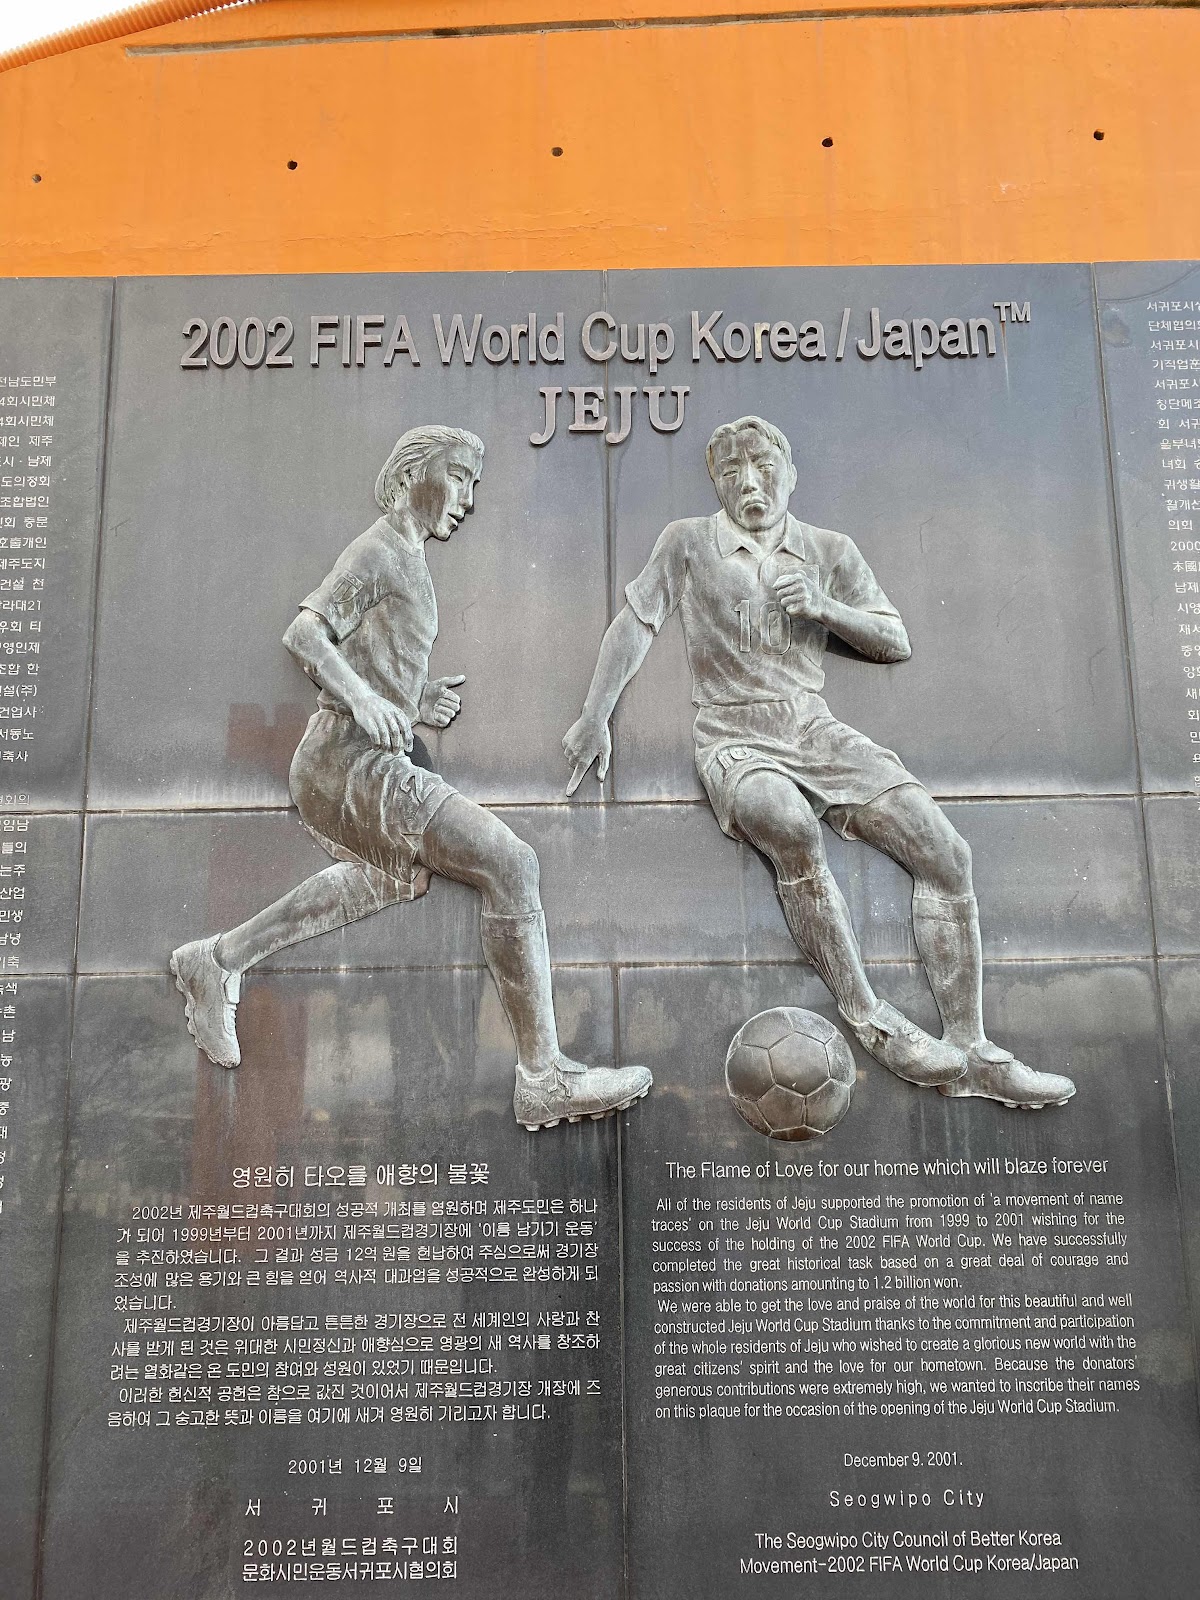 2002 FIFA World Cup Korea/Japan™
JEJU
10
10
2
영원히 타오를 애향의 불꽃
2002년 제주월드컵축구대회의 성공적 개최를 염원하며 제주도민은 하나
가 되어 1999년부터 2001년까지 제주월드컵경기장에 '이름 남기기 운동'
을 추진하였습니다. 그 결과 성금 12억 원을 헌납하여 주심으로써 경기장
조성에 많은 용기와 큰 힘을 얻어 역사적 대과업을 성공적으로 완성하게 되
었습니다.
제주월드컵경기장이 아름답고 튼튼한 경기장으로 전 세계인의 사랑과 찬
사를 받게 된 것은 위대한 시민정신과 애향심으로 영광의 새 역사를 창조하
려는 열화같은 온 도민의 참여와 성원이 있었기 때문입니다.
이러한 헌신적 공헌은 참으로 값진 것이어서 제주월드컵경기장 개장에 즈
음하여 그 숭고한 뜻과 이름을 여기에 새겨 영원히 기리고자 합니다.
2001년 12월 9일
서 귀 포 시
2002년월드컵축구대회
문화시민운동서귀포시협의회
The Flame of Love for our home which will blaze forever
All of the residents of Jeju supported the promotion of 'a movement of name
traces' on the Jeju World Cup Stadium from 1999 to 2001 wishing for the
success of the holding of the 2002 FIFA World Cup. We have successfully
completed the great historical task based on a great deal of courage and
passion with donations amounting to 1.2 billion won.
We were able to get the love and praise of the world for this beautiful and well
constructed Jeju World Cup Stadium thanks to the commitment and participation
of the whole residents of Jeju who wished to create a glorious new world with the
great citizens' spirit and the love for our hometown. Because the donators'
generous contributions were extremely high, we wanted to inscribe their names
on this plaque for the occasion of the opening of the Jeju World Cup Stadium.
December 9. 2001.
Seogwipo City
The Seogwipo City Council of Better Korea
Movement-2002 FIFA World Cup Korea/Japan